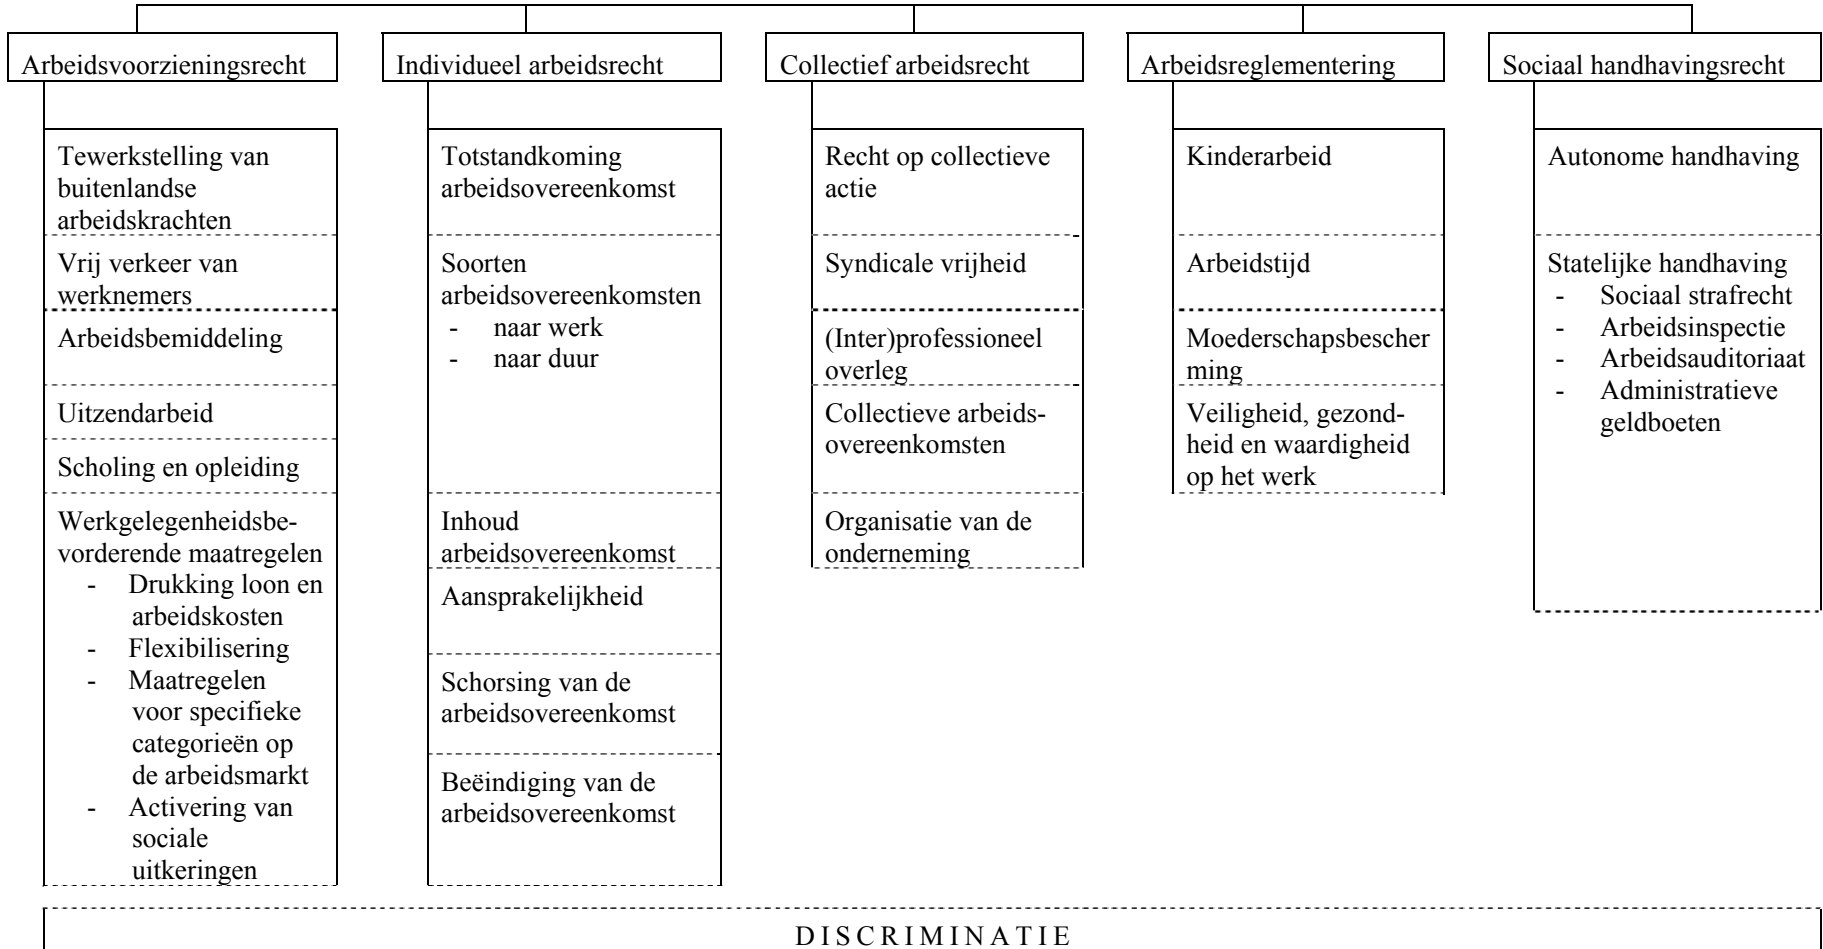 Arbeidsvoorzieningsrecht
Individueel arbeidsrecht
Collectief arbeidsrecht
Arbeidsreglementering
Sociaal handhavingsrecht
Tewerkstelling van
buitenlandse
arbeidskrachten
Vrij verkeer van
werknemers
Arbeidsbemiddeling
Uitzendarbeid
Scholing en opleiding
Werkgelegenheidsbe-
vorderende maatregelen
- Drukking loon en
arbeidskosten
- Flexibilisering
- Maatregelen
voor specifieke
categorieën op
de arbeidsmarkt
- Activering van
sociale
uitkeringen
Totstandkoming
arbeidsovereenkomst
Soorten
arbeidsovereenkomsten
- naar werk
- naar duur
Inhoud
arbeidsovereenkomst
Aansprakelijkheid
Schorsing van de
arbeidsovereenkomst
Beëindiging van de
arbeidsovereenkomst
Recht op collectieve
actie
Syndicale vrijheid
(Inter)professioneel
overleg
Collectieve arbeids-
overeenkomsten
Organisatie van de
onderneming
Kinderarbeid
Arbeidstijd
Moederschapsbescher
ming
Veiligheid, gezond-
heid en waardigheid
op het werk
Autonome handhaving
Statelijke handhaving
- Sociaal strafrecht
- Arbeidsinspectie
- Arbeidsauditoriaat
- Administratieve
geldboeten
DISCRIMINATIE